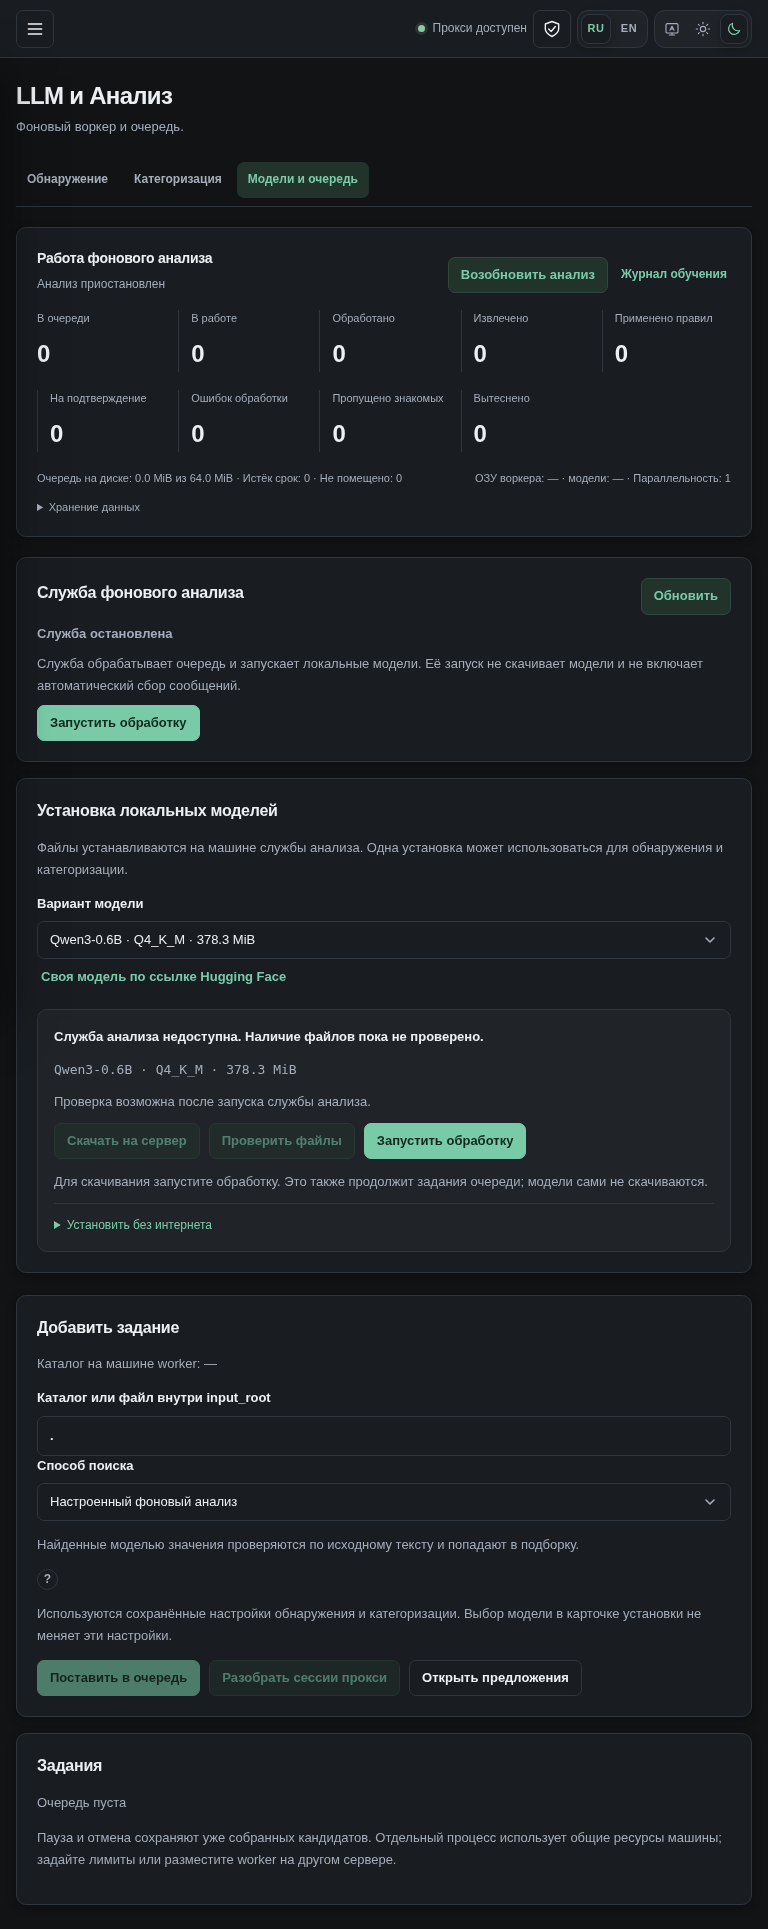 Прокси доступен
RU EN
LLM и Анализ
Фоновый воркер и очередь.
Обнаружение Категоризация Модели и очередь
Работа фонового анализа
Анализ приостановлен
Возобновить анализ Журнал обучения
В очереди В работе Обработано Извлечено Применено правил
0 0 0 0 0
На подтверждение Ошибок обработки Пропущено знакомых Вытеснено
0 0 0 0
Очередь на диске: 0.0 MiB из 64.0 MiB · Истёк срок: 0 · Не помещено: 0 ОЗУ воркера: — · модели: — · Параллельность: 1
Хранение данных
Служба фонового анализа
Обновить
Служба остановлена
Служба обрабатывает очередь и запускает локальные модели. Её запуск не скачивает модели и не включает
автоматический сбор сообщений.
Запустить обработку
Установка локальных моделей
Файлы устанавливаются на машине службы анализа. Одна установка может использоваться для обнаружения и
категоризации.
Вариант модели
Qwen3-0.6B · Q4_K_M · 378.3 MiB
Своя модель по ссылке Hugging Face
Служба анализа недоступна. Наличие файлов пока не проверено.
Qwen3-0.6B · Q4_K_M · 378.3 MiB
Проверка возможна после запуска службы анализа.
Скачать на сервер Проверить файлы Запустить обработку
Для скачивания запустите обработку. Это также продолжит задания очереди; модели сами не скачиваются.
Установить без интернета
Добавить задание
Каталог на машине worker: —
Каталог или файл внутри input_root
.
Способ поиска
Настроенный фоновый анализ
Найденные моделью значения проверяются по исходному тексту и попадают в подборку.
?
Используются сохранённые настройки обнаружения и категоризации. Выбор модели в карточке установки не
меняет эти настройки.
Поставить в очередь Разобрать сессии прокси Открыть предложения
Задания
Очередь пуста
Пауза и отмена сохраняют уже собранных кандидатов. Отдельный процесс использует общие ресурсы машины;
задайте лимиты или разместите worker на другом сервере.